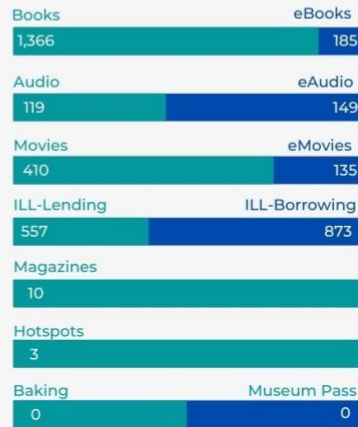 Books eBooks
1,366 185
Audio eAudio
119 149
Movies eMovies
410 135
ILL-Lending ILL-Borrowing
557 873
Magazines
10
Hotspots
3
Baking Museum Pass
0 0